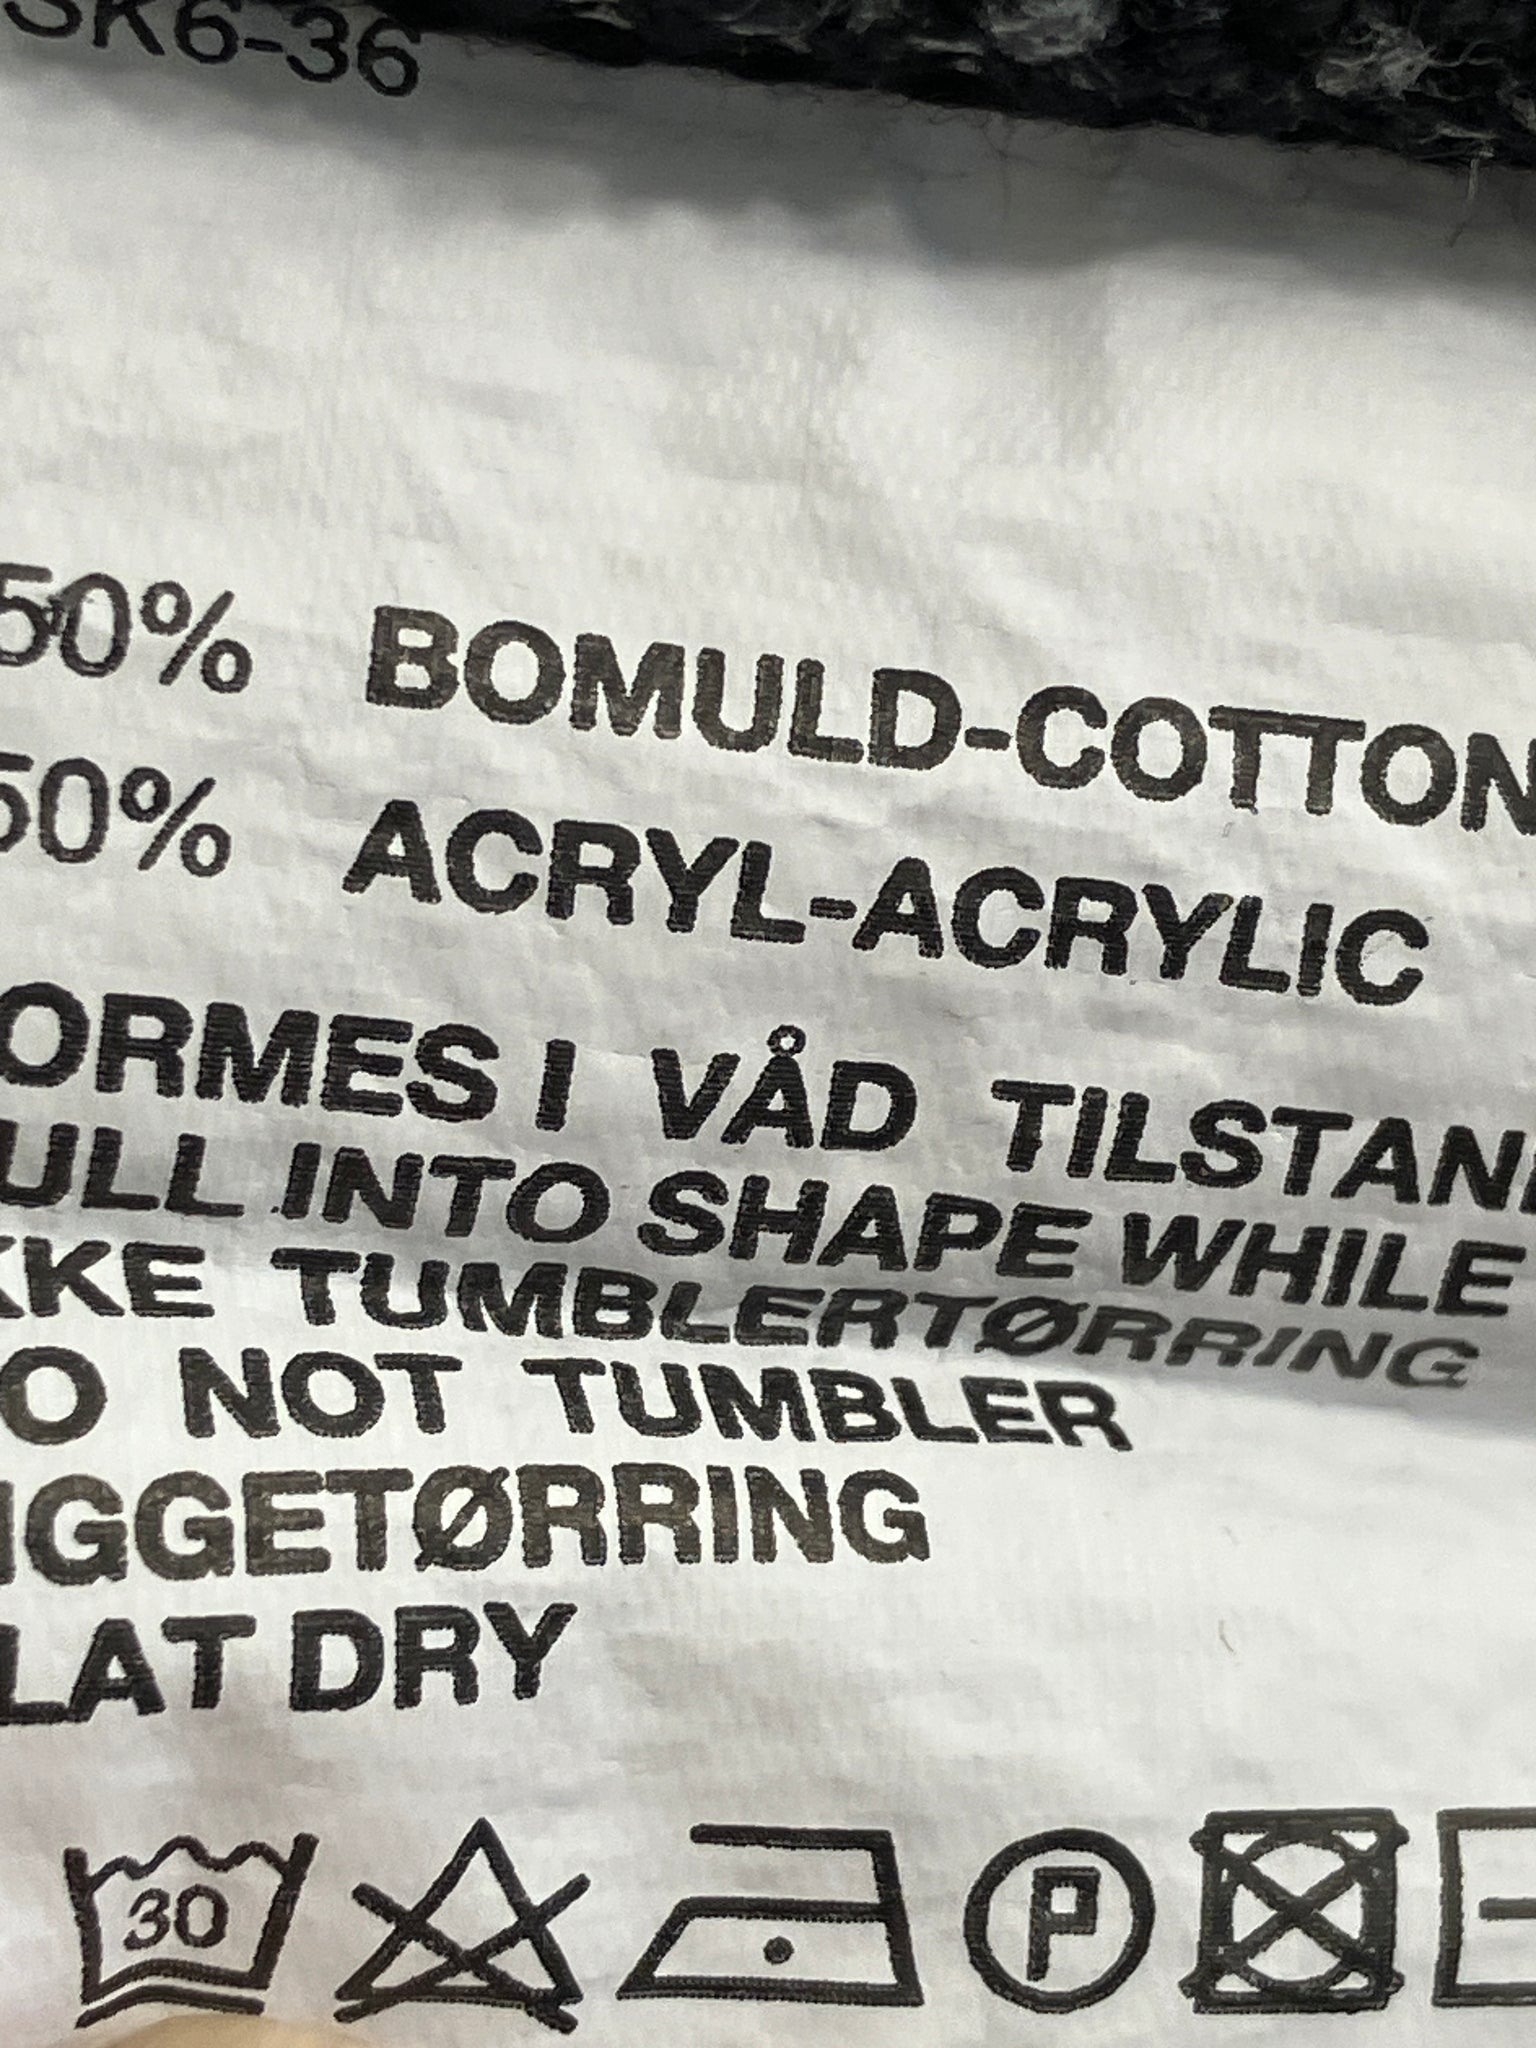 SK6-36
50% BOMULD-COTTON
50% ACRYL-ACRYLIC
ORMES I VÅD TILSTAN
ULL INTO SHAPE WHILE
KKE TUMBLERTØRRING
O NOT TUMBLER
IGGETØRRING
LAT DRY
30
P